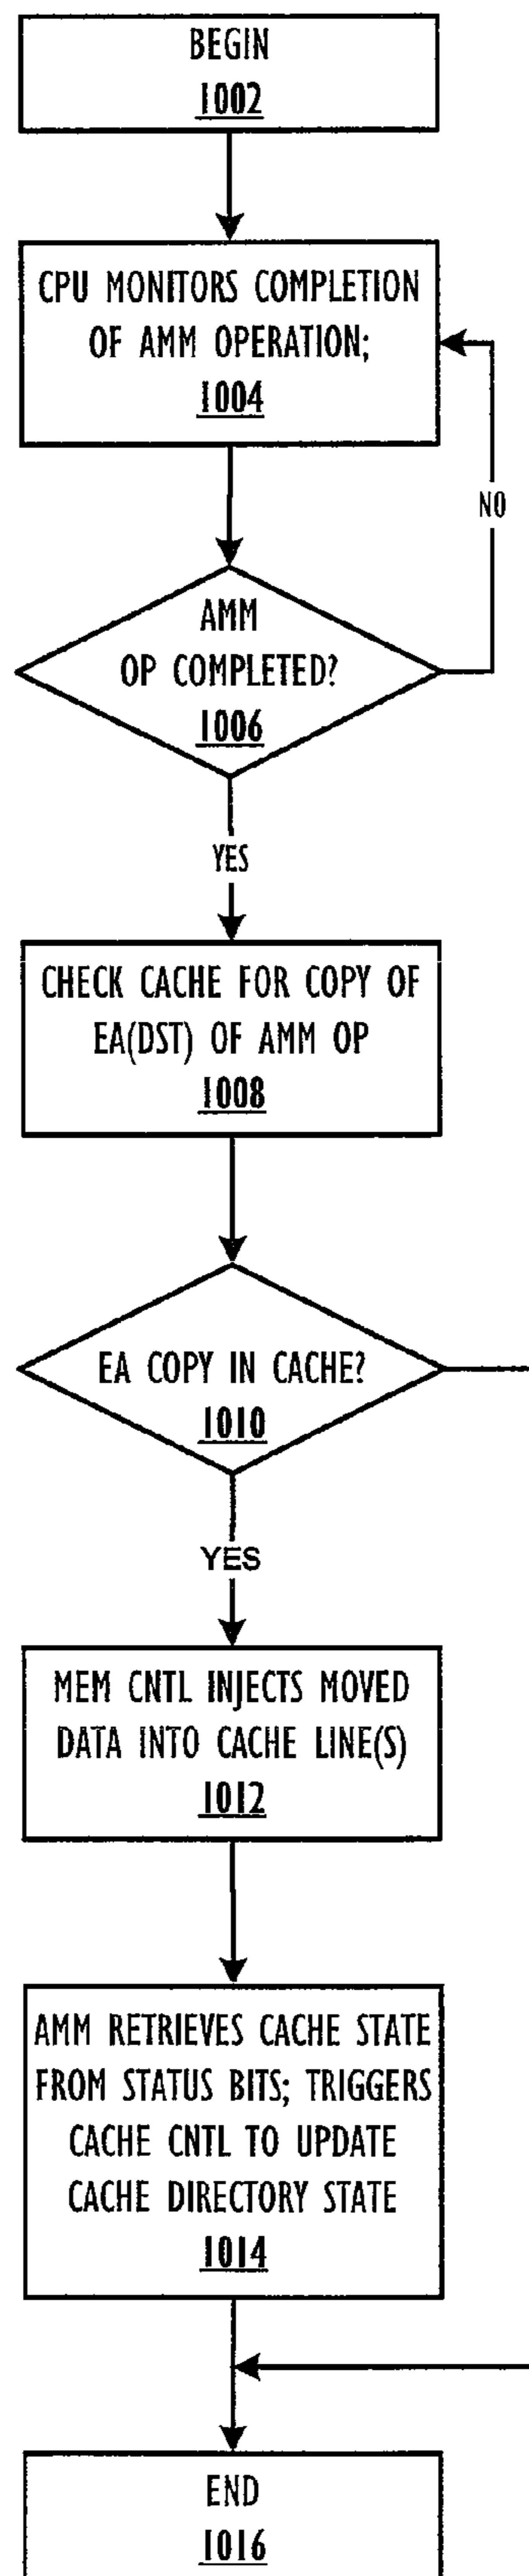 BEGIN
1002
CPU MONITORS COMPLETION
OF AMM OPERATION;
1004
NO
AMM
OP COMPLETED?
1006
YES
CHECK CACHE FOR COPY OF
EA(DST) OF AMM OP
1008
EA COPY IN CACHE?
1010
YES
MEM CNTL INJECTS MOVED
DATA INTO CACHE LINE(S)
1012
AMM RETRIEVES CACHE STATE
FROM STATUS BITS; TRIGGERS
CACHE CNTL TO UPDATE
CACHE DIRECTORY STATE
1014
END
1016